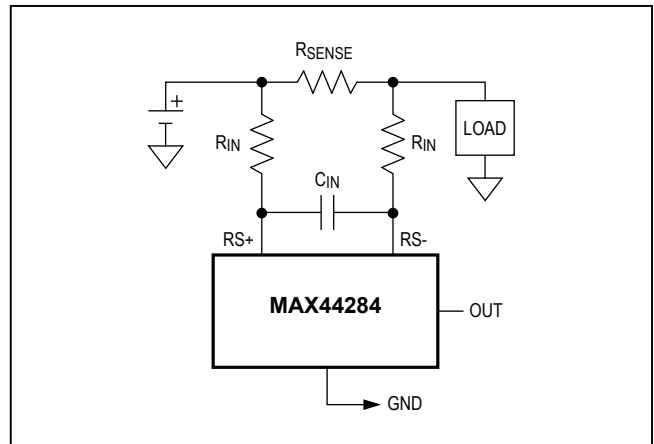 RSENSE
+
RIN
RIN
LOAD
CIN
RS+
RS-
MAX44284
OUT
GND